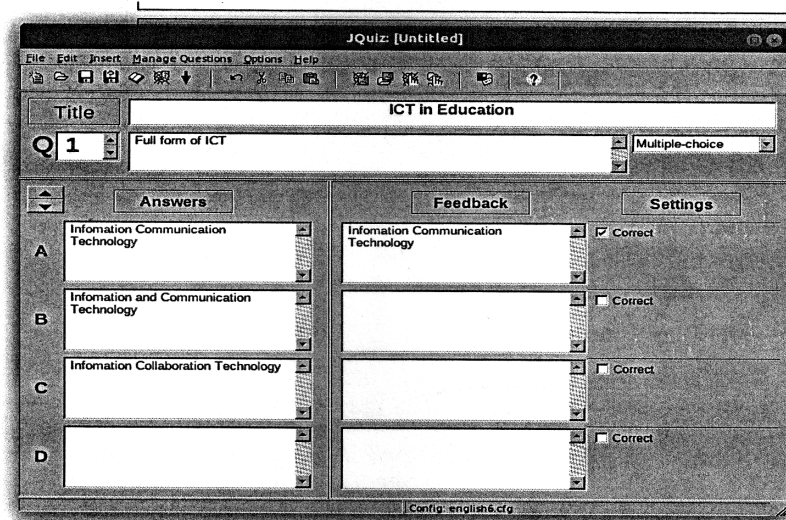 JQuiz: [Untitled]
File Edit Insert Manage Questions Options Help
Title
ICT in Education
Q 1
Full form of ICT
Multiple-choice
Answers
Feedback
Settings
A
Infomation Communication
Technology
Infomation Communication
Technology
Correct
B
Infomation and Communication
Technology
Correct
C
Infomation Collaboration Technology
Correct
D
Correct
Config: english6.cfg